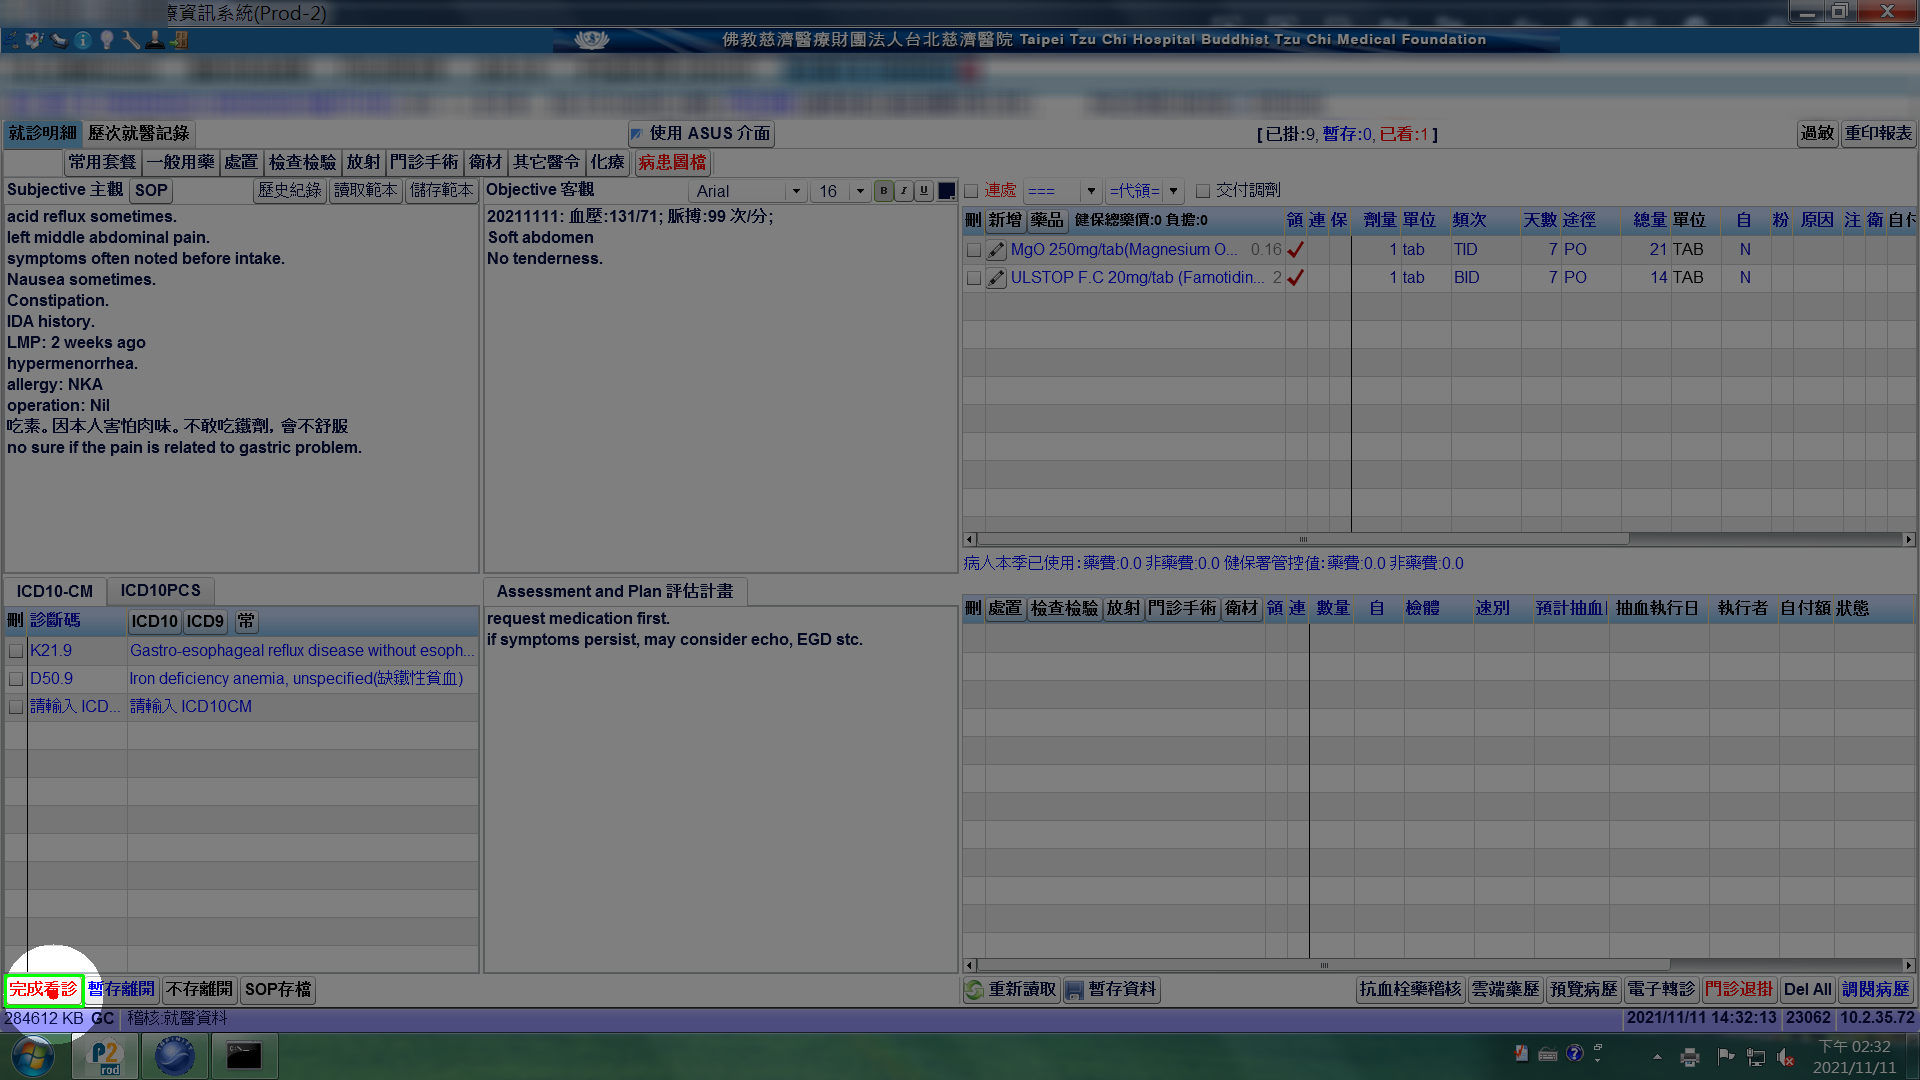 療資訊系統(Prod-2)
佛教慈濟醫療財團法人台北慈濟醫院 Taipei Tzu Chi Hospital Buddhist Tzu Chi Medical Foundation
就診明細 歷次就醫記錄 使用 ASUS 介面 [已掛:9, 暫存:0, 已看:1] 過敏 重印報表
常用套餐 一般用藥 處置 檢查檢驗 放射 門診手術 衛材 其它醫令 化療 病患圖檔
Subjective 主觀 SOP 歷史紀錄 讀取範本 儲存範本
acid reflux sometimes.
left middle abdominal pain.
symptoms often noted before intake.
Nausea sometimes.
Constipation.
IDA history.
LMP: 2 weeks ago
hypermenorrhea.
allergy: NKA
operation: Nil
吃素。因本人害怕肉味。不敢吃鐵劑，會不舒服
no sure if the pain is related to gastric problem.
Objective 客觀 Arial 16 B I U
20211111: 血壓:131/71; 脈搏:99 次/分;
Soft abdomen
No tenderness.
連處 === =代領= 交付調劑
刪 新增 藥品 健保總藥價:0 負擔:0 領 連 保 劑量 單位 頻次 天數 途徑 總量 單位 自 粉 原因 注 衛 自付
MgO 250mg/tab(Magnesium O... 0.16 1 tab TID 7 PO 21 TAB N
ULSTOP F.C 20mg/tab (Famotidin... 2 1 tab BID 7 PO 14 TAB N
病人本季已使用：藥費:0.0 非藥費:0.0 健保署管控值：藥費:0.0 非藥費:0.0
ICD10-CM ICD10PCS
刪 診斷碼 ICD10 ICD9 常
K21.9 Gastro-esophageal reflux disease without esoph...
D50.9 Iron deficiency anemia, unspecified(缺鐵性貧血)
請輸入 ICD... 請輸入 ICD10CM
Assessment and Plan 評估計畫
request medication first.
if symptoms persist, may consider echo, EGD stc.
刪 處置 檢查檢驗 放射 門診手術 衛材 領 連 數量 自 檢體 速別 預計抽血 抽血執行日 執行者 自付額 狀態
完成看診 暫存離開 不存離開 SOP存檔 重新讀取 暫存資料 抗血栓藥稽核 雲端藥歷 預覽病歷 電子轉診 門診退掛 Del All 調閱病歷
284612 KB GC 稽核:就醫資料 2021/11/11 14:32:13 23062 10.2.35.72
P2 rod 下午 02:32
2021/11/11